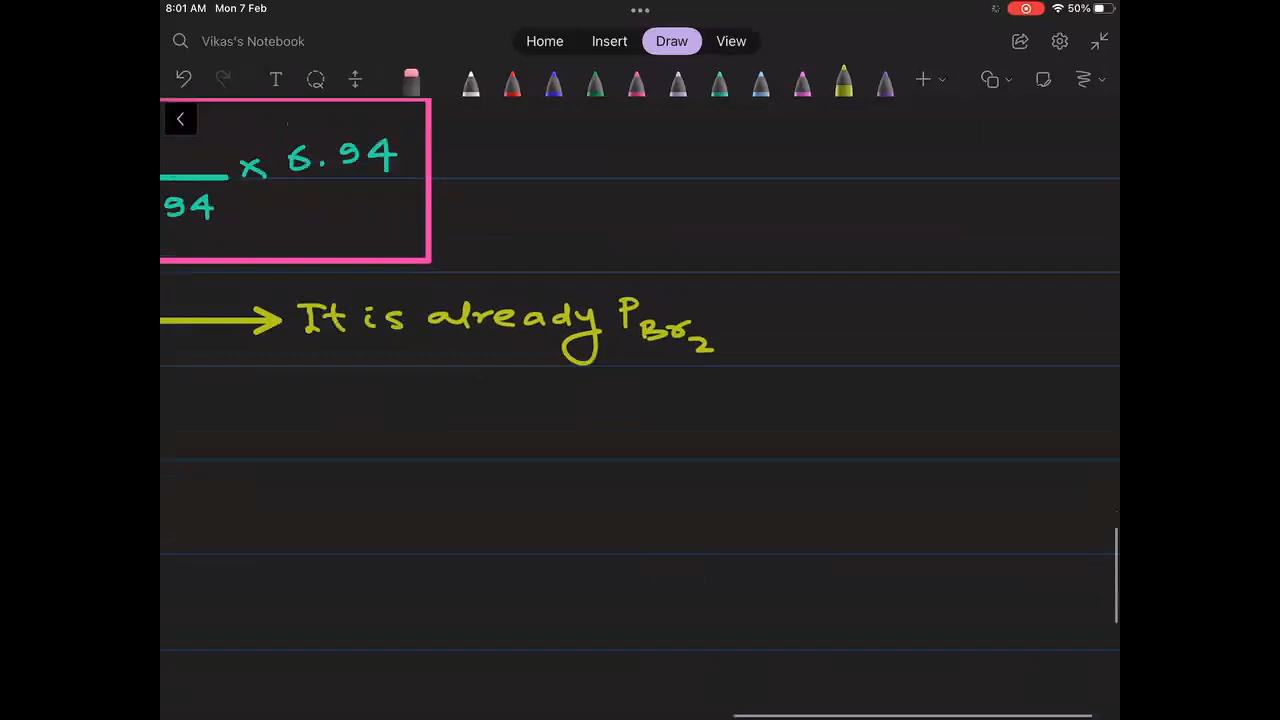 8:01 AM Mon 7 Feb
50%
Vikas's Notebook
Home Insert Draw View
T
x 6.94
94
It is already PBr2